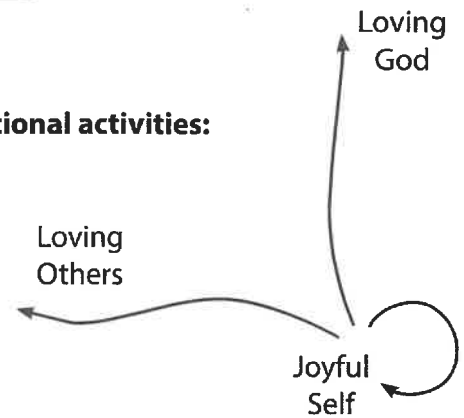 Loving
God
tional activities:
Loving
Others
Joyful
Self